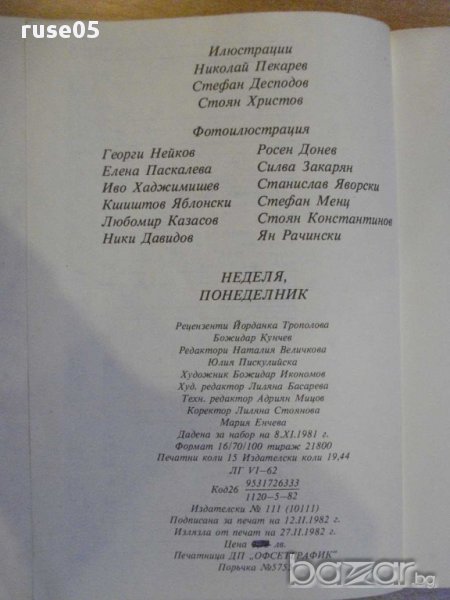 ruse05
Илюстрации
Николай Пекарев
Стефан Десподов
Стоян Христов
Фотоилюстрация
Георги Нейков
Елена Паскалева
Иво Хаджимишев
Кшищтов Яблонски
Любомир Казасов
Ники Давидов
Росен Донев
Силва Закарян
Станислав Яворски
Стефан Менц
Стоян Константинов
Ян Рачински
НЕДЕЛЯ,
ПОНЕДЕЛНИК
Рецензенти Йорданка Трополова
Божидар Кунчев
Редактори Наталия Величкова
Юлия Пискулийска
Художник Божидар Икономов
Худ. редактор Лиляна Басарева
Техн. редактор Адриян Мицов
Коректор Лиляна Стоянова
Мария Енчева
Дадена за набор на 8.XI.1981 г.
Формат 16/70/100 тираж 21800
Печатни коли 15 Издателски коли 19,44
ЛГ VI—62
Код26 9531726333
1120—5—82
Издателски № 111 (10111)
Подписана за печат на 12.II.1982 г.
Излязла от печат на 27.II.1982 г.
Цена лв.
Печатница ДП „ОФСЕТГРАФИК"
Поръчка №5752
bazar.бг